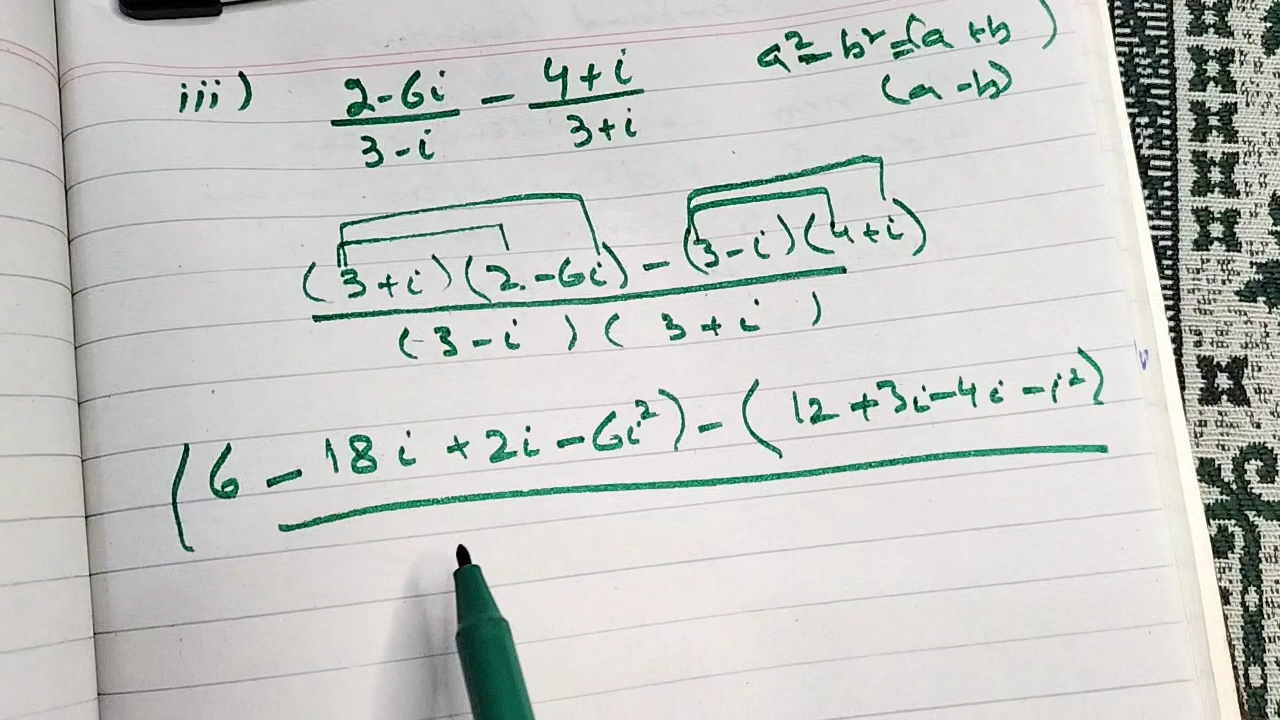 iii) 2-6i / 3-i - 4+i / 3+i
a²-b²=(a+b)
(a-b)
(3+i)(2-6i)-(3-i)(4+i)
(3-i)(3+i)
(6-18i+2i-6i²)-(12+3i-4i-i²)